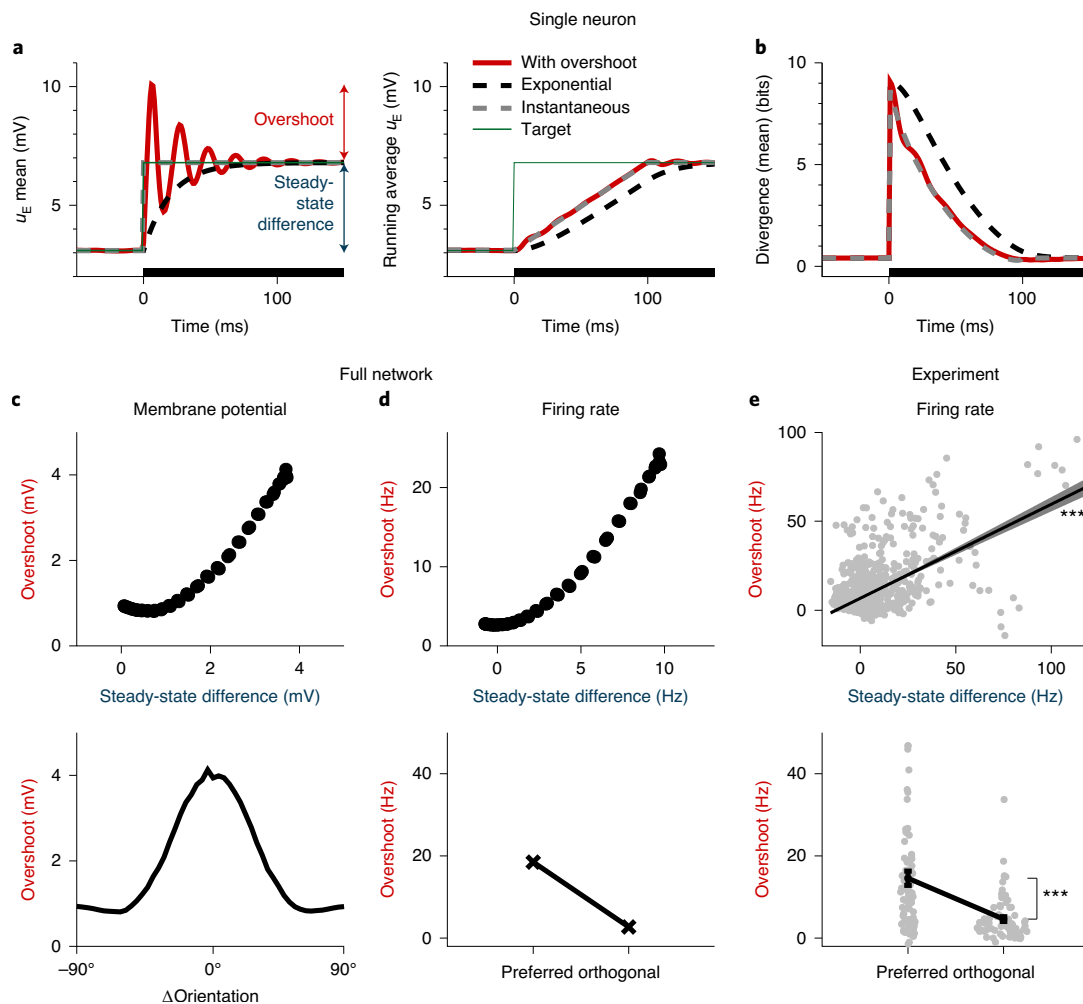 Single neuron
a
10
5
u_E mean (mV)
Overshoot
Steady-
state
difference
0
100
Time (ms)
10
5
Running average u_E (mV)
With overshoot
Exponential
Instantaneous
Target
0
100
Time (ms)
b
10
5
0
Divergence (mean) (bits)
0
100
Time (ms)
Full network
Experiment
c
Membrane potential
4
2
0
Overshoot (mV)
0
2
4
Steady-state difference (mV)
d
Firing rate
20
10
0
Overshoot (Hz)
0
5
10
Steady-state difference (Hz)
e
Firing rate
100
50
0
Overshoot (Hz)
***
0
50
100
Steady-state difference (Hz)
4
2
0
Overshoot (mV)
–90°
0°
90°
ΔOrientation
40
20
0
Overshoot (Hz)
Preferred orthogonal
40
20
0
Overshoot (Hz)
***
Preferred orthogonal